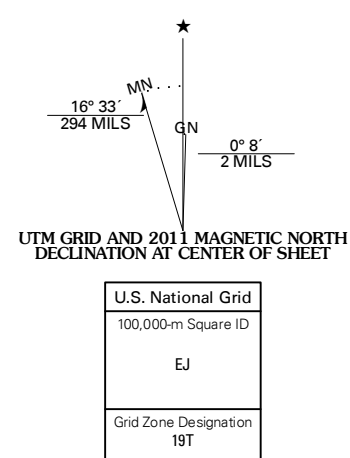 ★
MN
16° 33´
294 MILS
GN
0° 8´
2 MILS
UTM GRID AND 2011 MAGNETIC NORTH
DECLINATION AT CENTER OF SHEET
U.S. National Grid
100,000-m Square ID
EJ
Grid Zone Designation
19T